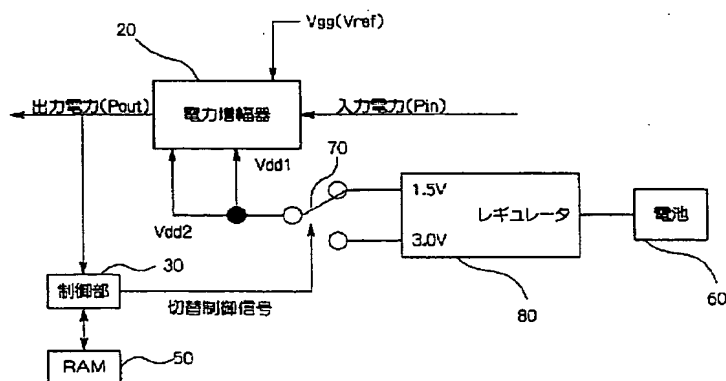 Vgg(Vref)
20
出力電力(Pout)
電力増幅器
入力電力(Pin)
Vdd1
70
1.5V
レギュレータ
電池
Vdd2
3.0V
30
60
制御部
切替制御信号
80
RAM
50